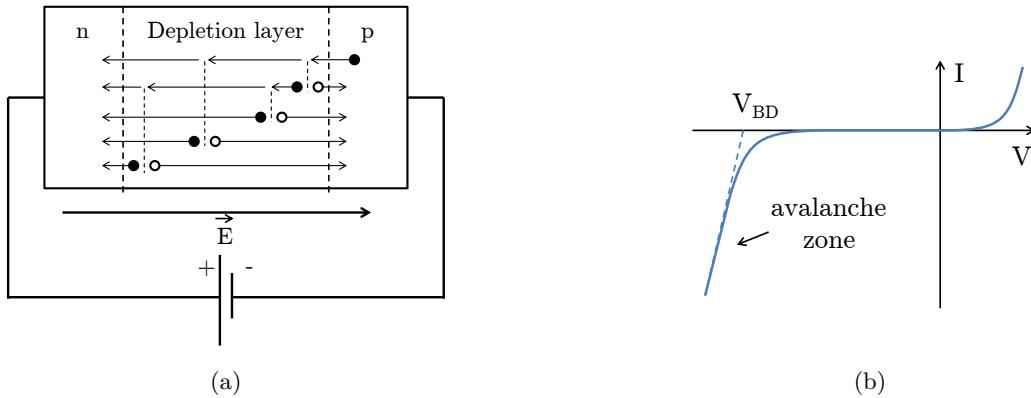 n Depletion layer p
E
+ -
(a)
I
V_BD
V
avalanche
zone
(b)